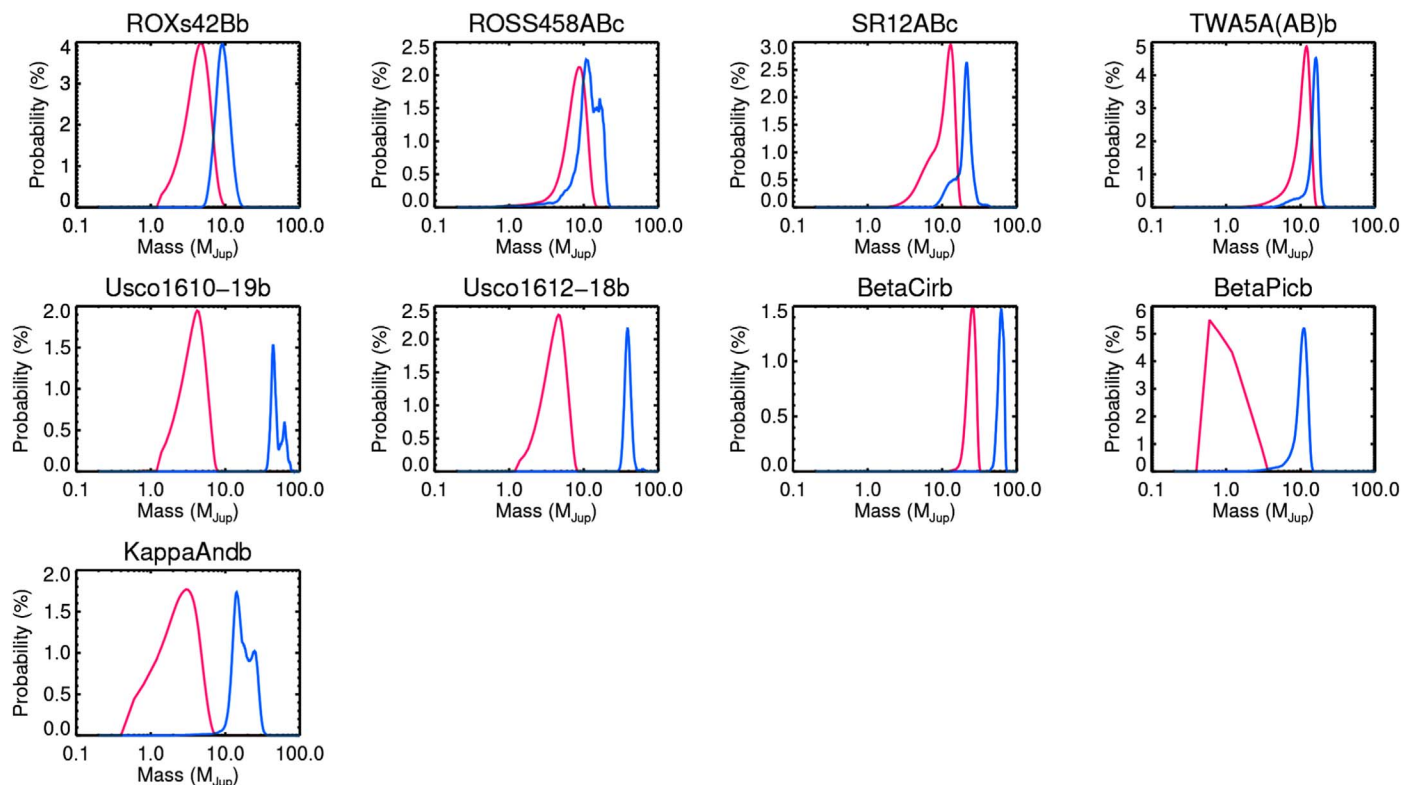 ROXs42Bb
Probability (%)
4
3
2
1
0
0.1 1.0 10.0 100.0
Mass (MJup)
ROSS458ABc
Probability (%)
2.5
2.0
1.5
1.0
0.5
0.0
0.1 1.0 10.0 100.0
Mass (MJup)
SR12ABc
Probability (%)
3.0
2.5
2.0
1.5
1.0
0.5
0.0
0.1 1.0 10.0 100.0
Mass (MJup)
TWA5A(AB)b
Probability (%)
5
4
3
2
1
0
0.1 1.0 10.0 100.0
Mass (MJup)
Usco1610−19b
Probability (%)
2.0
1.5
1.0
0.5
0.0
0.1 1.0 10.0 100.0
Mass (MJup)
Usco1612−18b
Probability (%)
2.5
2.0
1.5
1.0
0.5
0.0
0.1 1.0 10.0 100.0
Mass (MJup)
BetaCirb
Probability (%)
1.5
1.0
0.5
0.0
0.1 1.0 10.0 100.0
Mass (MJup)
BetaPicb
Probability (%)
6
5
4
3
2
1
0
0.1 1.0 10.0 100.0
Mass (MJup)
KappaAndb
Probability (%)
2.0
1.5
1.0
0.5
0.0
0.1 1.0 10.0 100.0
Mass (MJup)